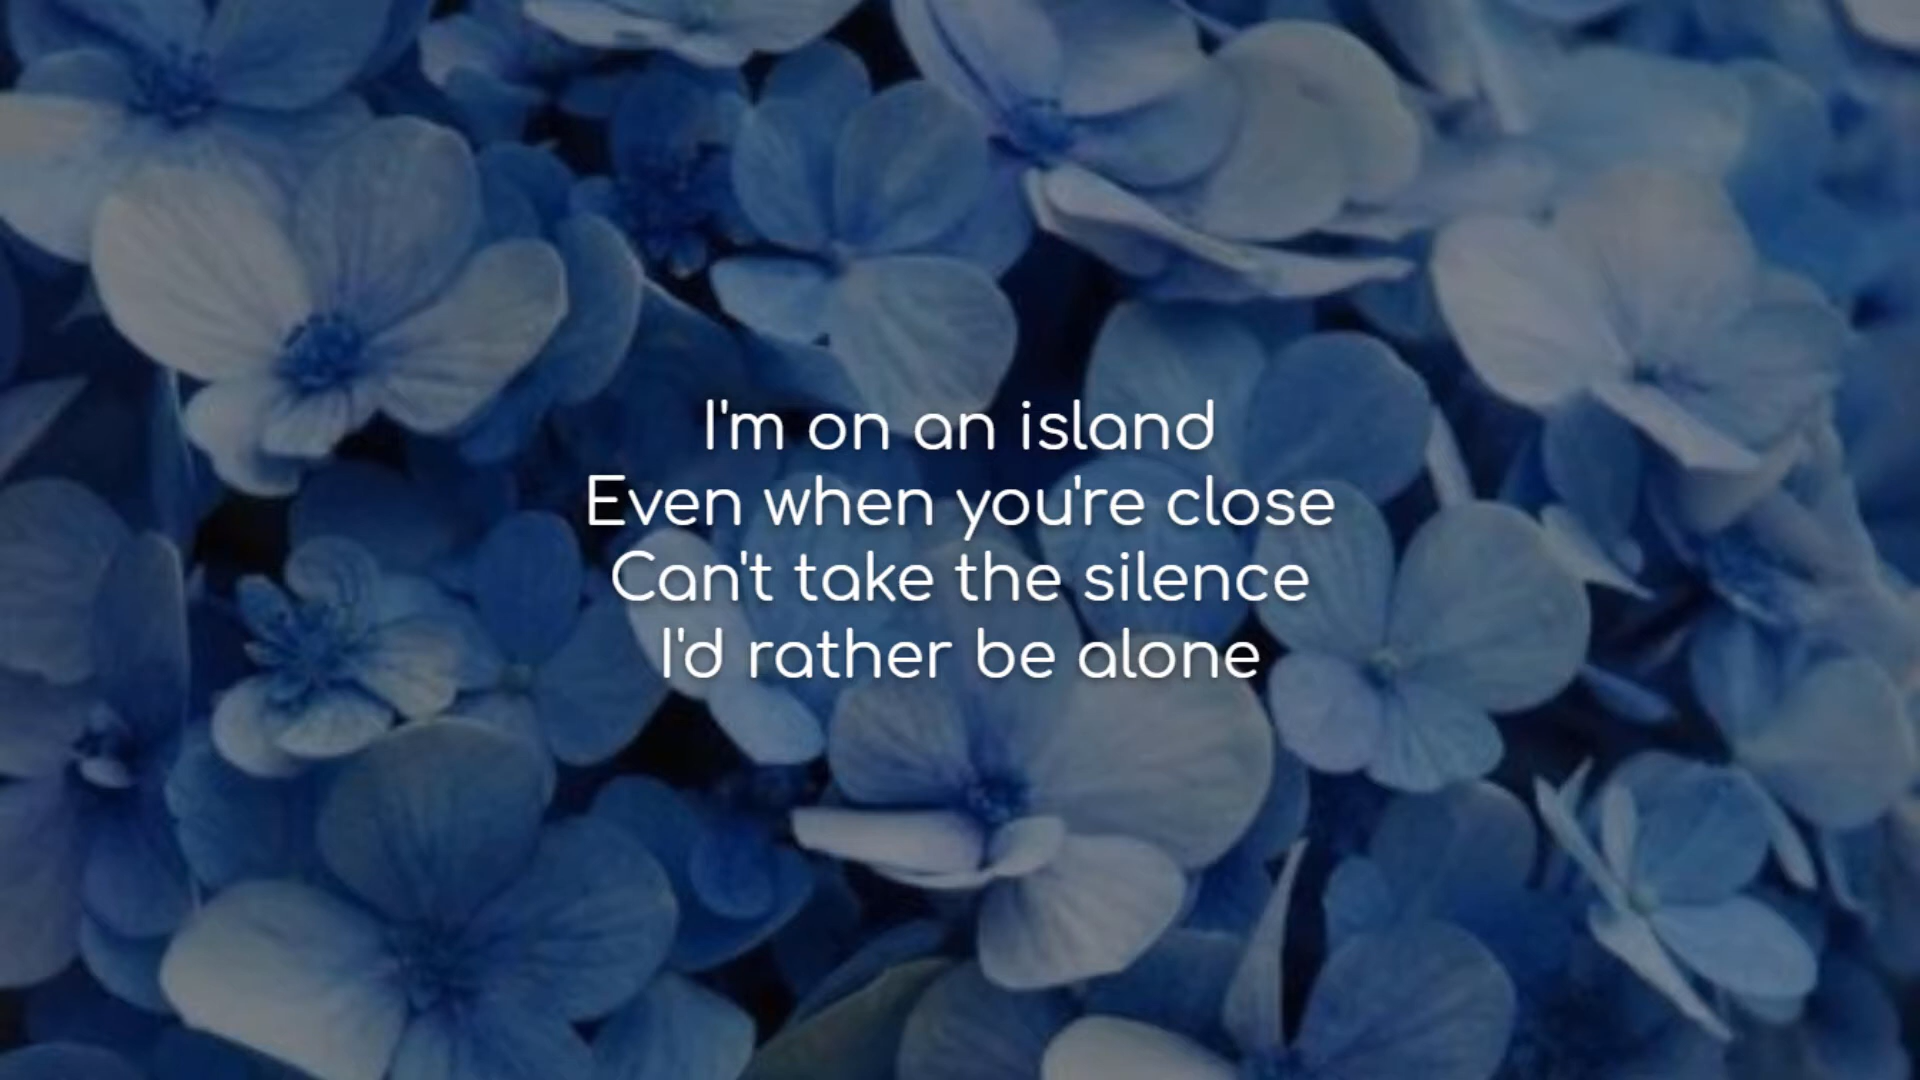 I'm on an island
Even when you're close
Can't take the silence
I'd rather be alone